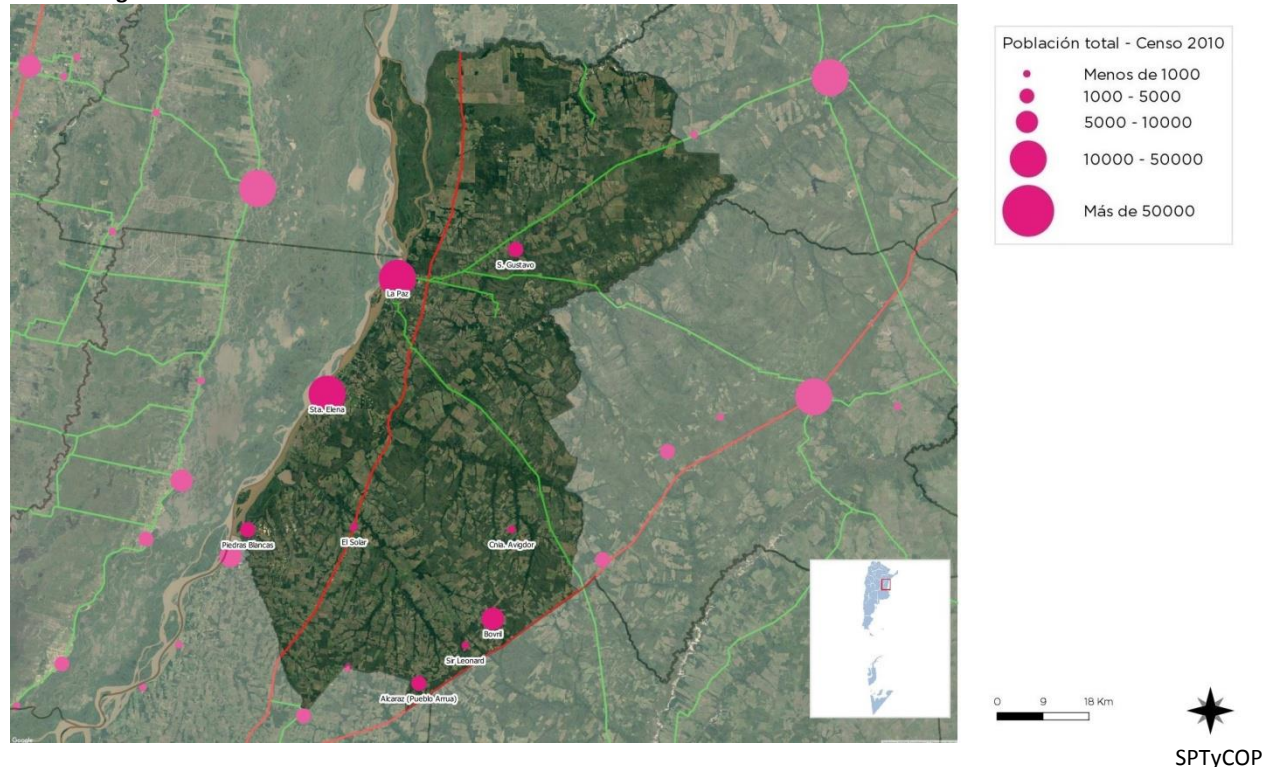 Población total - Censo 2010
Menos de 1000
1000 - 5000
5000 - 10000
10000 - 50000
Más de 50000
S. Gustavo
La Paz
Sta. Elena
Piedras Blancas
El Solar
Cnia. Avigdor
Bovril
Sir Leonard
Alcaraz (Pueblo Arrua)
0 9 18 Km
Google
SPTyCOP